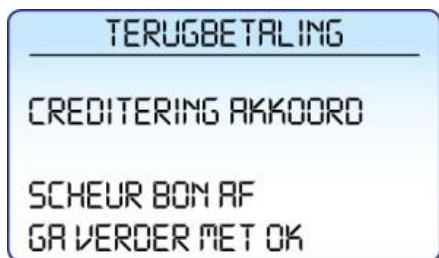 TERUGBETALING
CREDITERING AKKOORD
SCHEUR BON AF
GA VERDER MET OK